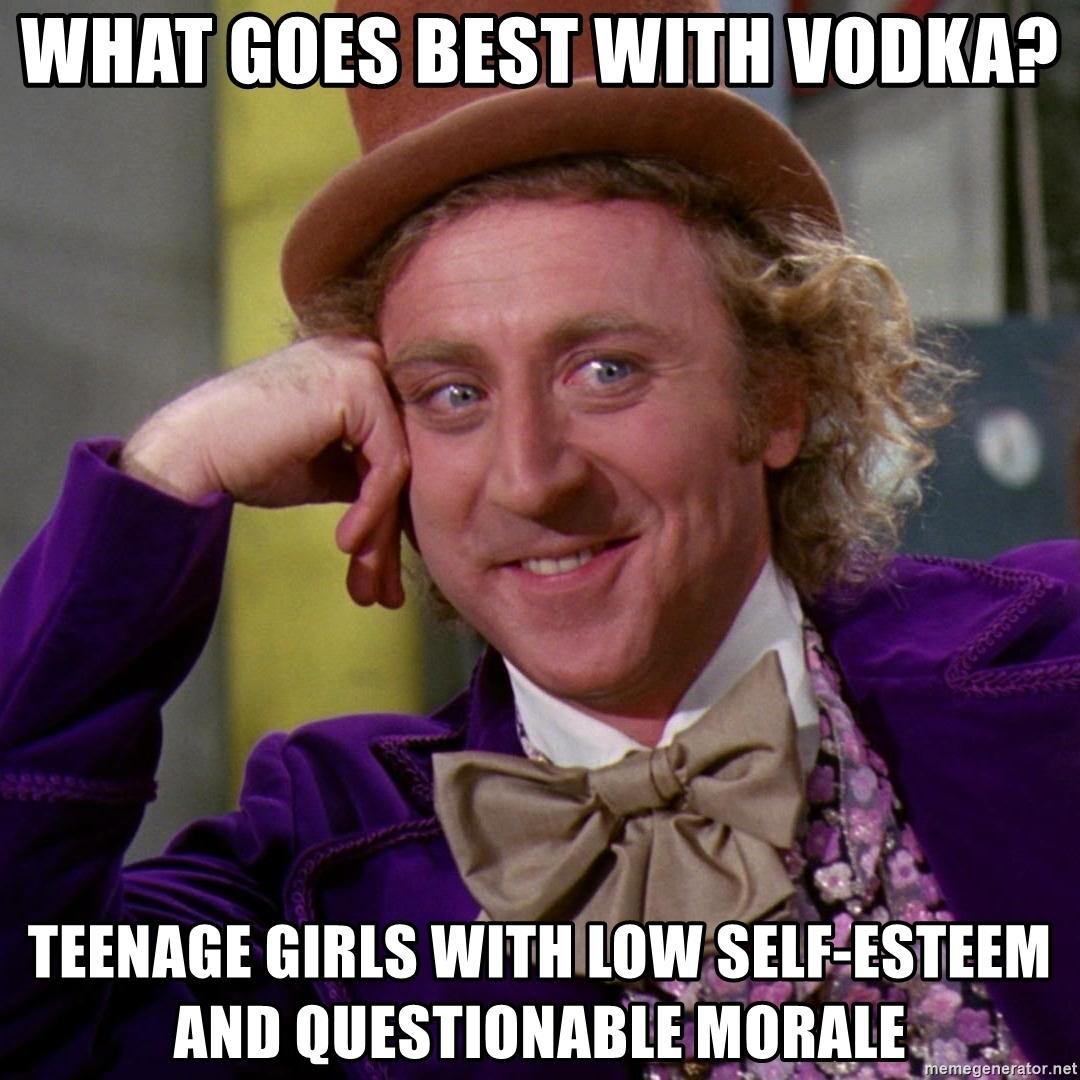 WHAT GOES BEST WITH VODKA?
TEENAGE GIRLS WITH LOW SELF-ESTEEM
AND QUESTIONABLE MORALE
memegenerator.net